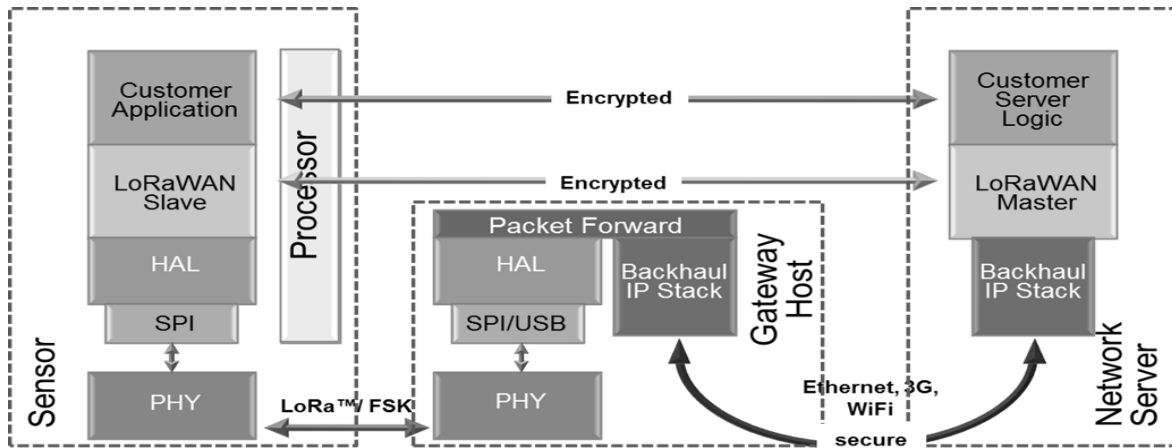 Customer
Application
LoRaWAN
Slave
HAL
SPI
PHY
Processor
Sensor
Encrypted
Encrypted
LoRa™/ FSK
Packet Forward
HAL
SPI/USB
PHY
Backhaul
IP Stack
Gateway
Host
Ethernet, 3G,
WiFi
secure
Customer
Server
Logic
LoRaWAN
Master
Backhaul
IP Stack
Network
Server